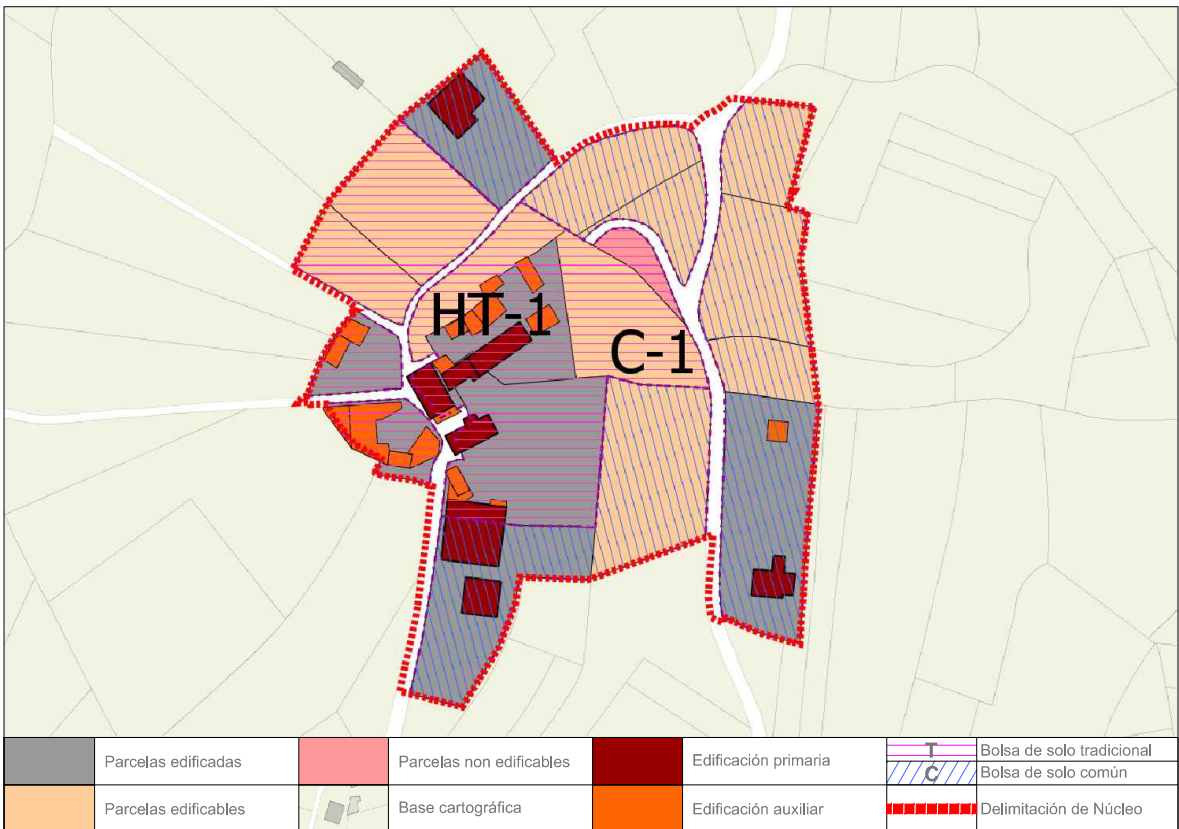 HT-1
C-1
Parcelas edificadas
Parcelas non edificables
Edificación primaria
T
Bolsa de solo tradicional
C
Bolsa de solo común
Parcelas edificables
Base cartográfica
Edificación auxiliar
Delimitación de Núcleo